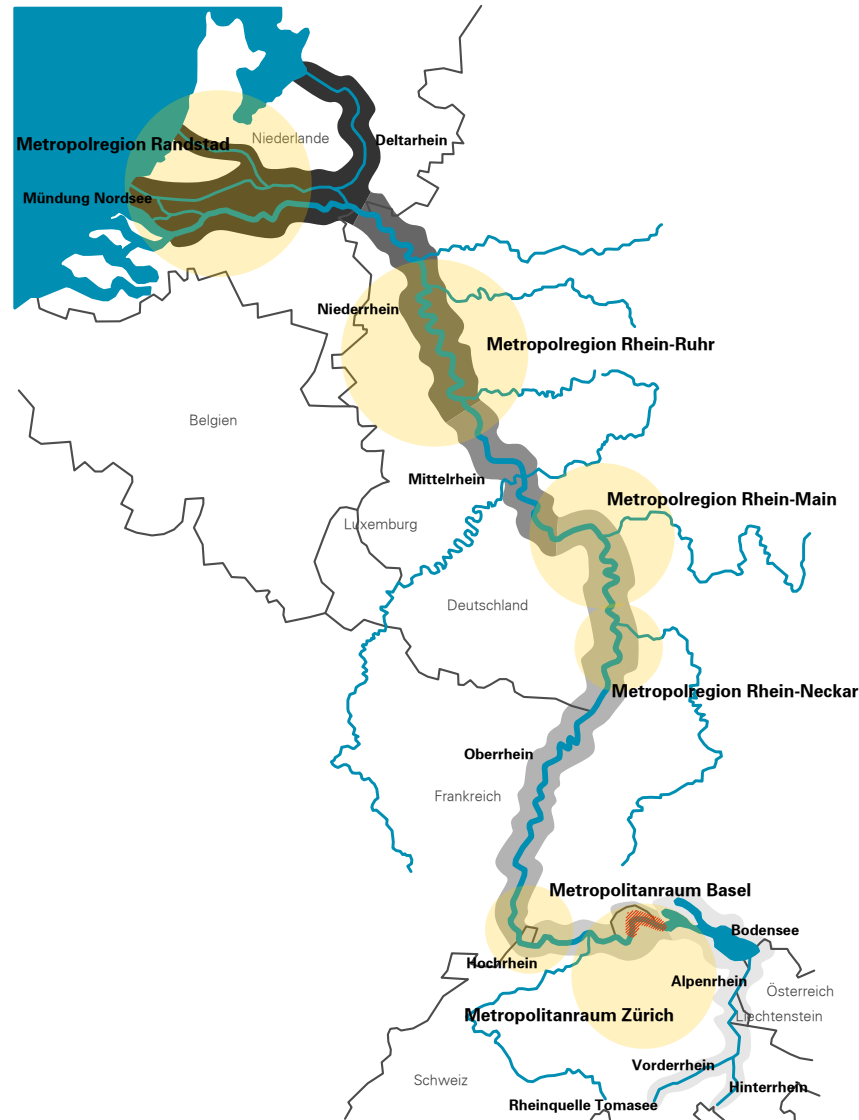 Niederlande
Metropolregion Randstad
Deltarhein
Mündung Nordsee
Niederrhein
Metropolregion Rhein-Ruhr
Belgien
Mittelrhein
Metropolregion Rhein-Main
Luxemburg
Deutschland
Metropolregion Rhein-Neckar
Oberrhein
Frankreich
Metropolitanraum Basel
Bodensee
Hochrhein
Alpenrhein
Österreich
Metropolitanraum Zürich
Liechtenstein
Vorderrhein
Schweiz
Hinterrhein
Rheinquelle Tomasee